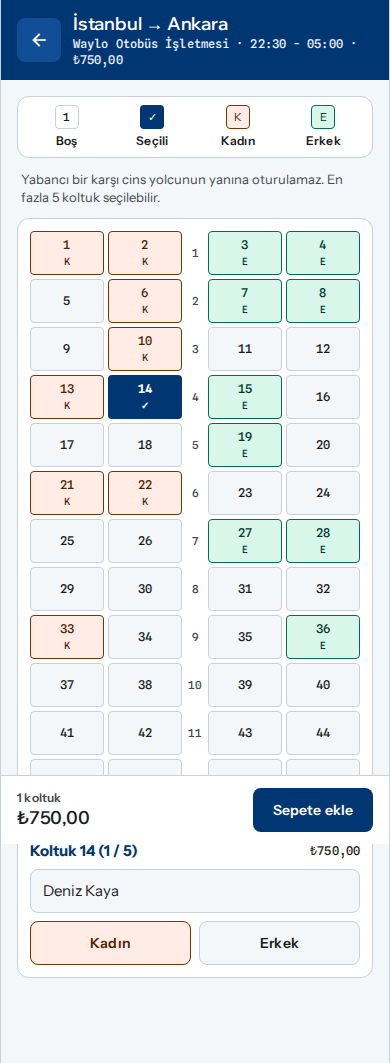 İstanbul → Ankara
Waylo Otobüs İşletmesi · 22:30 - 05:00 ·
₺750,00
1 ✓ K E
Boş Seçili Kadın Erkek
Yabancı bir karşı cins yolcunun yanına oturulamaz. En
fazla 5 koltuk seçilebilir.
1 2 1 3 4
K K E E
5 6 2 7 8
K E E
9 10 3 11 12
K
13 14 4 15 16
K ✓ E
17 18 5 19 20
E
21 22 6 23 24
K K
25 26 7 27 28
E E
29 30 8 31 32
33 34 9 35 36
K E
37 38 10 39 40
41 42 11 43 44
1 koltuk
₺750,00
Sepete ekle
Koltuk 14 (1 / 5) ₺750,00
Deniz Kaya
Kadın Erkek